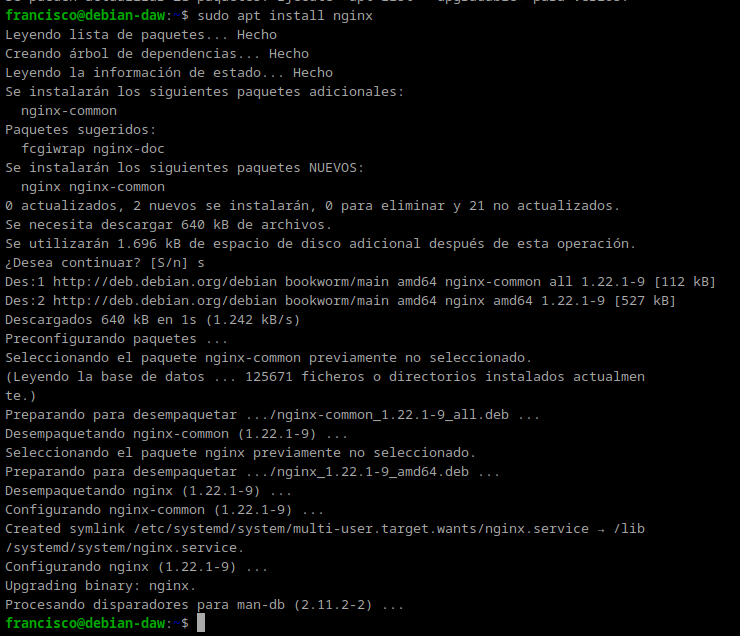 francisco@debian-daw:~$ sudo apt install nginx
Leyendo lista de paquetes... Hecho
Creando árbol de dependencias... Hecho
Leyendo la información de estado... Hecho
Se instalarán los siguientes paquetes adicionales:
  nginx-common
Paquetes sugeridos:
  fcgiwrap nginx-doc
Se instalarán los siguientes paquetes NUEVOS:
  nginx nginx-common
0 actualizados, 2 nuevos se instalarán, 0 para eliminar y 21 no actualizados.
Se necesita descargar 640 kB de archivos.
Se utilizarán 1.696 kB de espacio de disco adicional después de esta operación.
¿Desea continuar? [S/n] s
Des:1 http://deb.debian.org/debian bookworm/main amd64 nginx-common all 1.22.1-9 [112 kB]
Des:2 http://deb.debian.org/debian bookworm/main amd64 nginx amd64 1.22.1-9 [527 kB]
Descargados 640 kB en 1s (1.242 kB/s)
Preconfigurando paquetes ...
Seleccionando el paquete nginx-common previamente no seleccionado.
(Leyendo la base de datos ... 125671 ficheros o directorios instalados actualmen
te.)
Preparando para desempaquetar .../nginx-common_1.22.1-9_all.deb ...
Desempaquetando nginx-common (1.22.1-9) ...
Seleccionando el paquete nginx previamente no seleccionado.
Preparando para desempaquetar .../nginx_1.22.1-9_amd64.deb ...
Desempaquetando nginx (1.22.1-9) ...
Configurando nginx-common (1.22.1-9) ...
Created symlink /etc/systemd/system/multi-user.target.wants/nginx.service → /lib
/systemd/system/nginx.service.
Configurando nginx (1.22.1-9) ...
Upgrading binary: nginx.
Procesando disparadores para man-db (2.11.2-2) ...
francisco@debian-daw:~$